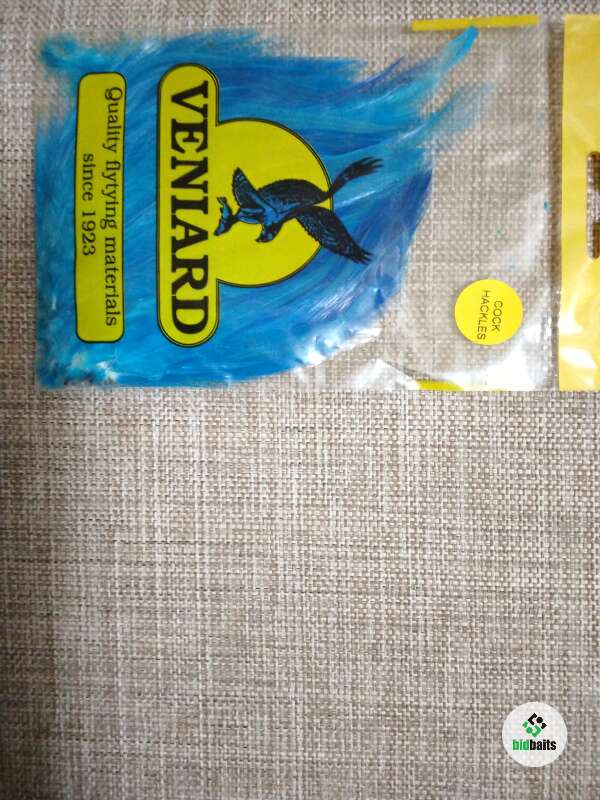 VENIARD
Quality flytying materials
since 1923
COCK
HACKLES
bidbaits